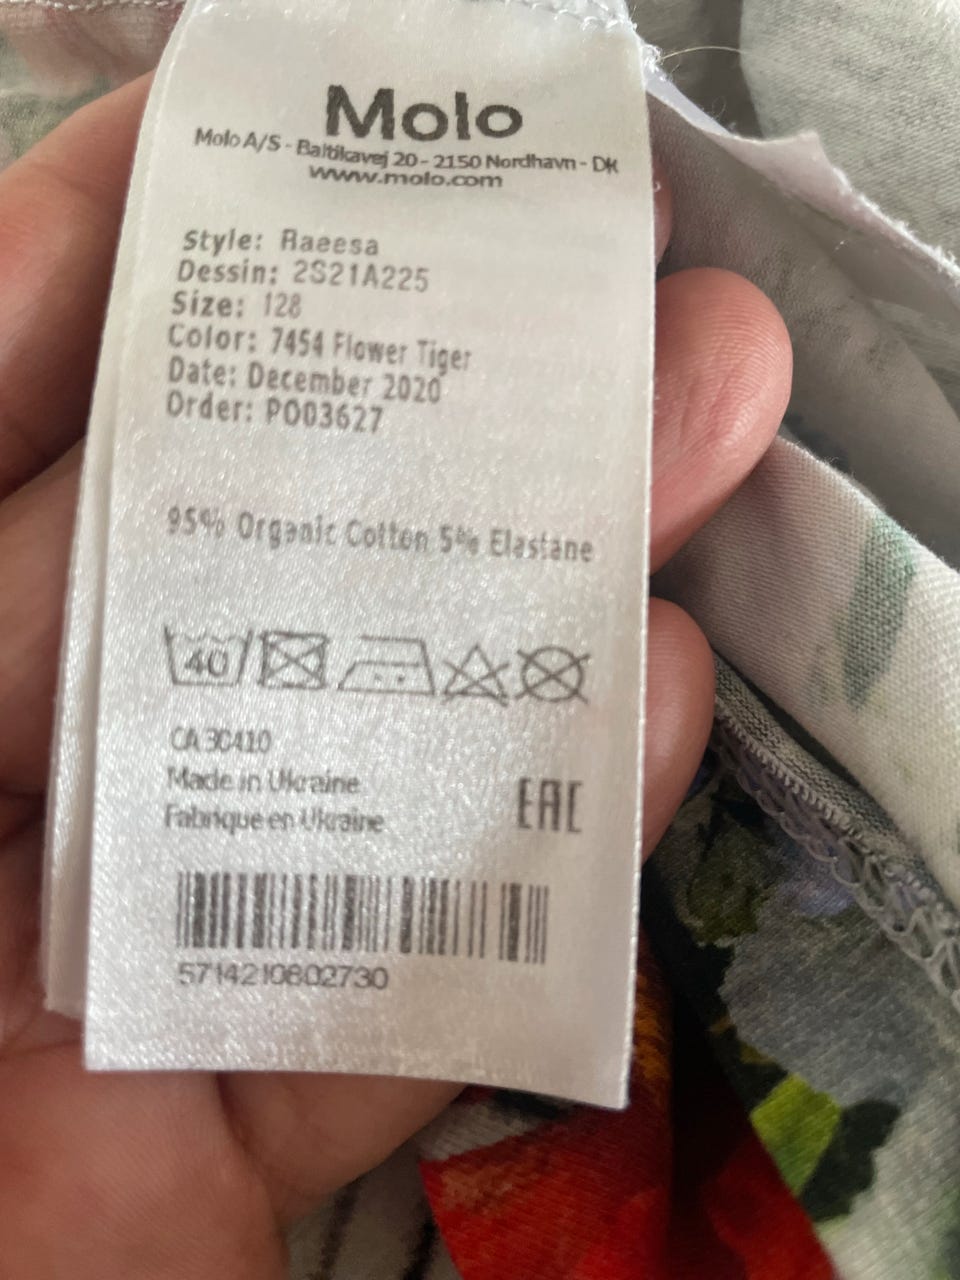 Molo
Molo A/S - Baltikavej 20 - 2150 Nordhavn - DK
www.molo.com
Style: Raeesa
Dessin: 2S21A225
Size: 128
Color: 7454 Flower Tiger
Date: December 2020
Order: PO03627
95% Organic Cotton 5% Elastane
40
CA 30410
Made in Ukraine
Fabrique en Ukraine
EAC
5714210802730